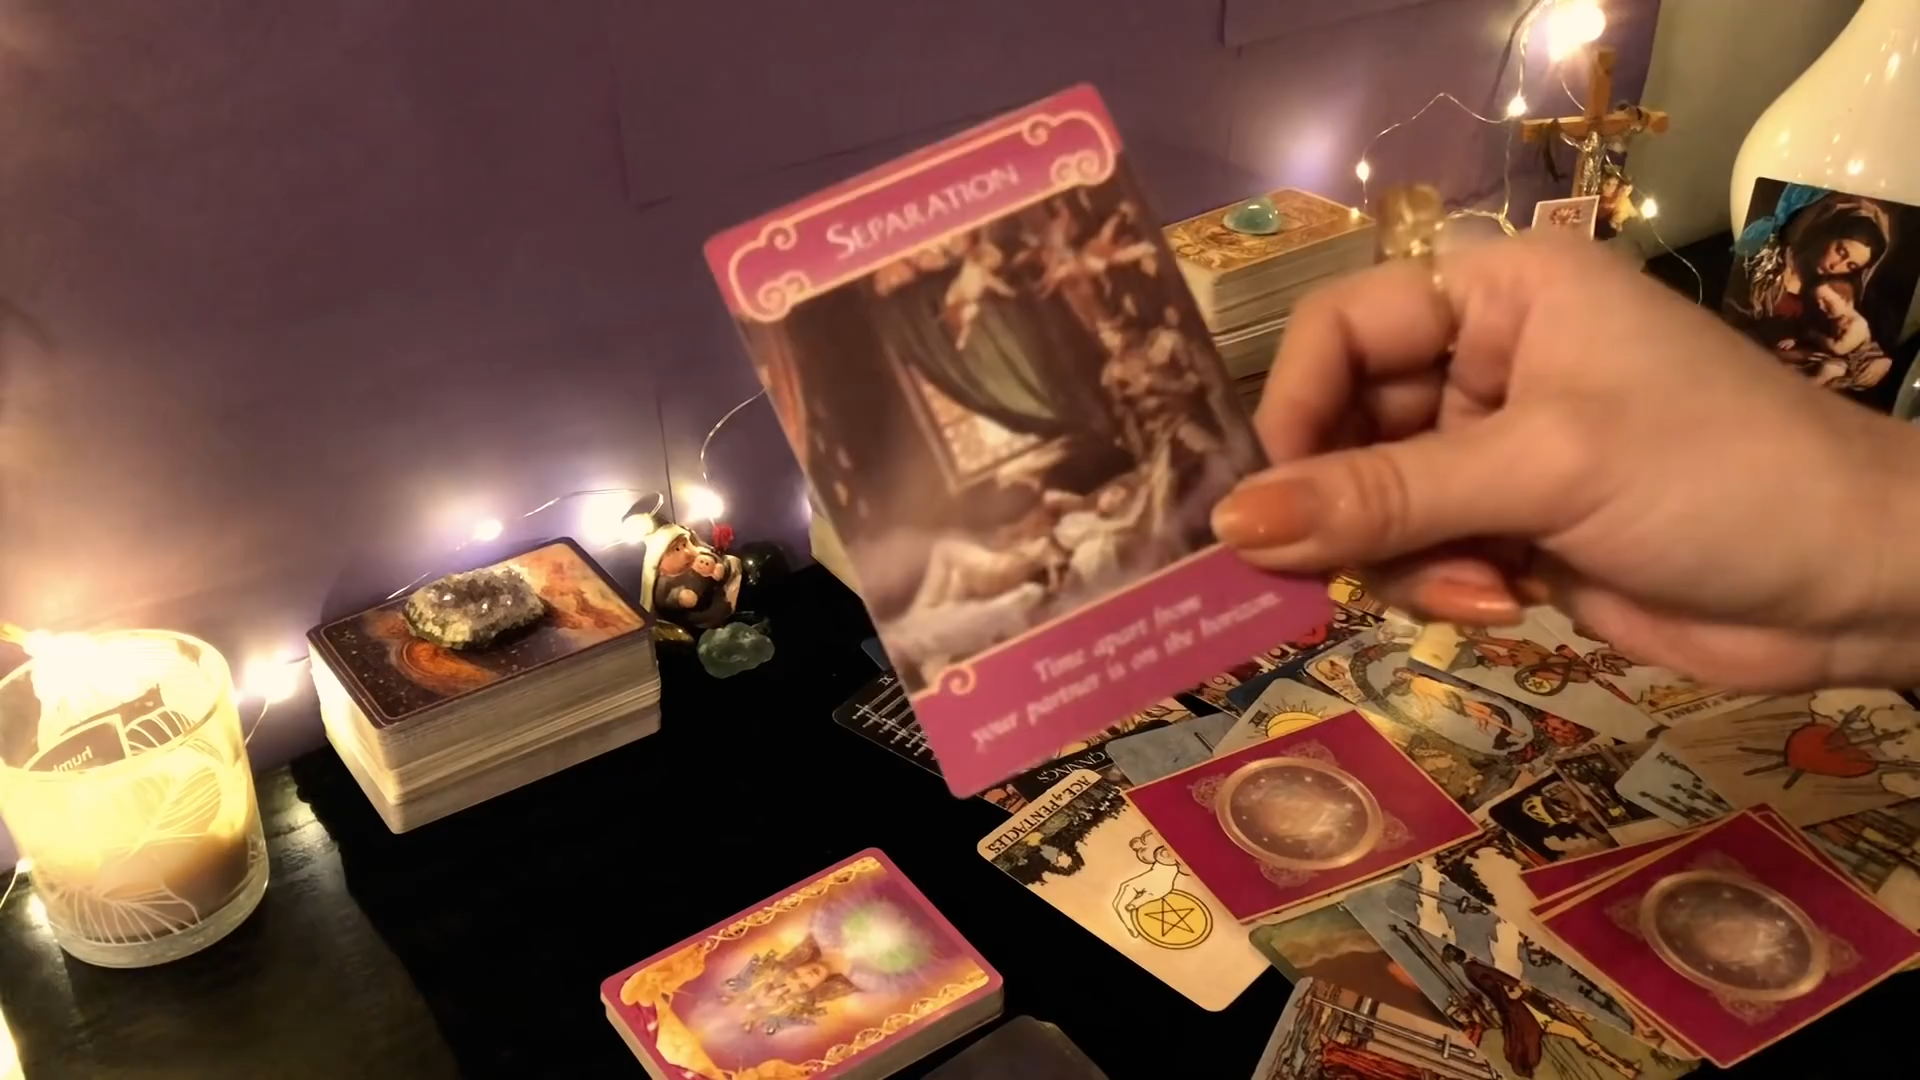 SEPARATION
Time apart from
your partner is on the horizon.
ACE of PENTACLES.